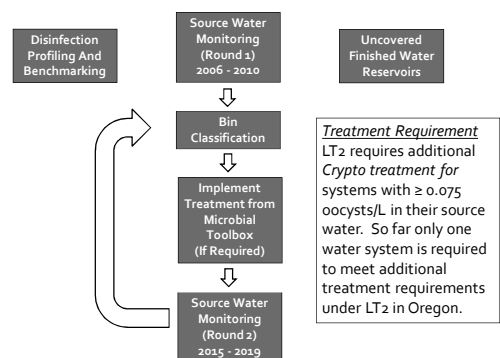 Disinfection
Profiling And
Benchmarking
Source Water
Monitoring
(Round 1)
2006 - 2010
Uncovered
Finished Water
Reservoirs
Bin
Classification
Implement
Treatment from
Microbial
Toolbox
(If Required)
Source Water
Monitoring
(Round 2)
2015 - 2019
Treatment Requirement
LT2 requires additional
Crypto treatment for
systems with ≥ 0.075
oocysts/L in their source
water.  So far only one
water system is required
to meet additional
treatment requirements
under LT2 in Oregon.